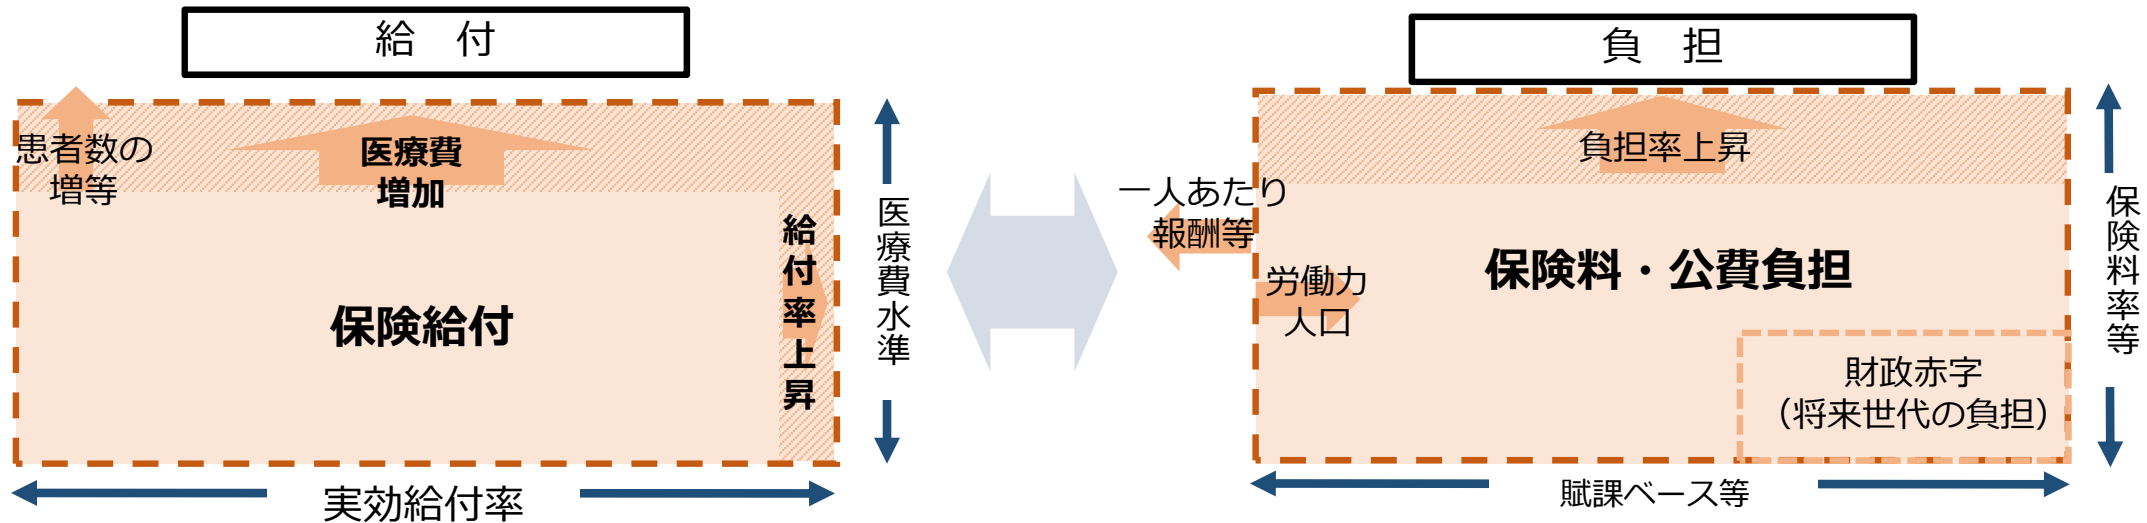 給　付
患者数の
増等
医療費
増加
給付率上昇
保険給付
医療費水準
実効給付率
負　担
負担率上昇
一人あたり
報酬等
労働力
人口
保険料・公費負担
財政赤字
（将来世代の負担）
保険料率等
賦課ベース等